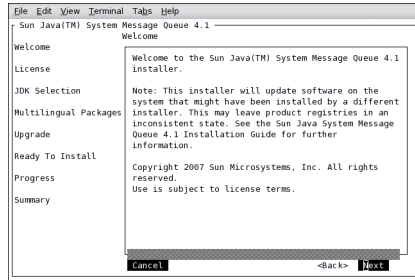 File Edit View Terminal Tabs Help
Sun Java(TM) System Message Queue 4.1
Welcome
Welcome
License
JDK Selection
Multilingual Packages
Upgrade
Ready To Install
Progress
Summary
Welcome to the Sun Java(TM) System Message Queue 4.1
installer.
Note: This installer will update software on the
system that might have been installed by a different
installer. This may leave product registries in an
inconsistent state. See the Sun Java System Message
Queue 4.1 Installation Guide for further
information.
Copyright 2007 Sun Microsystems, Inc. All rights
reserved.
Use is subject to license terms.
Cancel <Back> Next